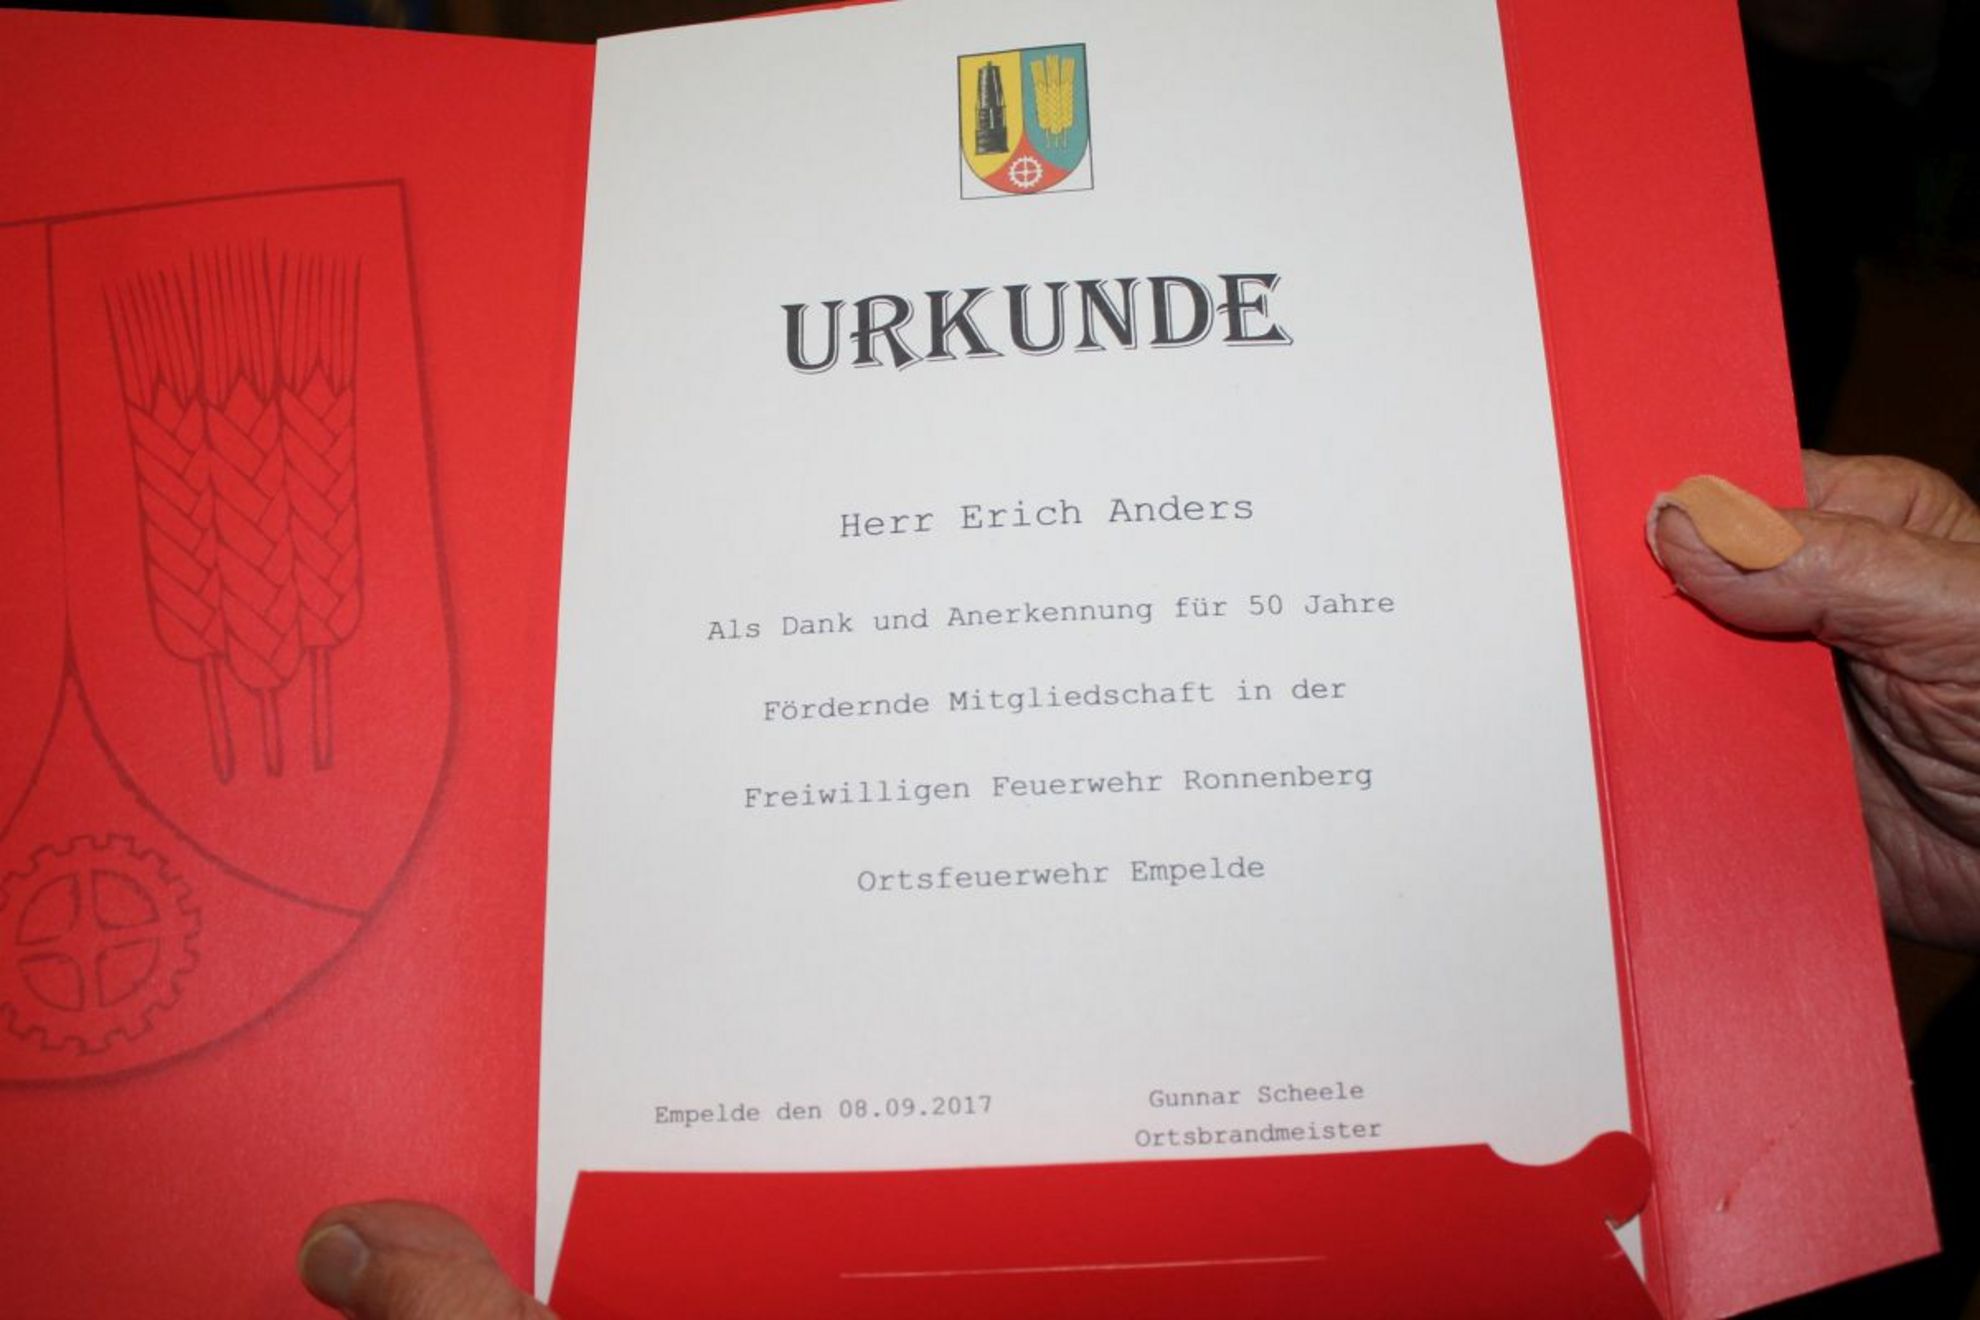 URKUNDE
Herr Erich Anders
Als Dank und Anerkennung für 50 Jahre
Fördernde Mitgliedschaft in der
Freiwilligen Feuerwehr Ronnenberg
Ortsfeuerwehr Empelde
Empelde den 08.09.2017
Gunnar Scheele
Ortsbrandmeister